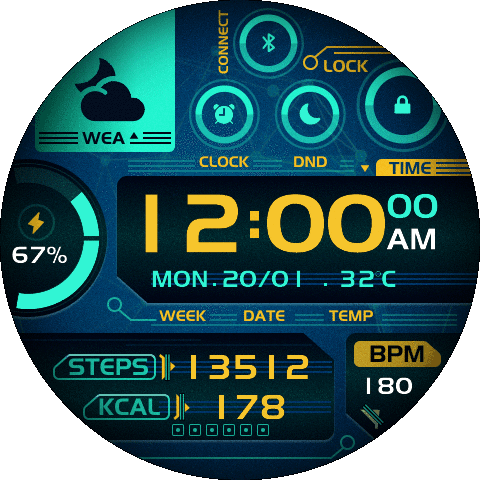 CONNECT
LOCK
WEA
CLOCK
DND
TIME
12:00
00
AM
67%
MON.20/01 . 32°C
WEEK
DATE
TEMP
STEPS 13512
KCAL 178
BPM
180